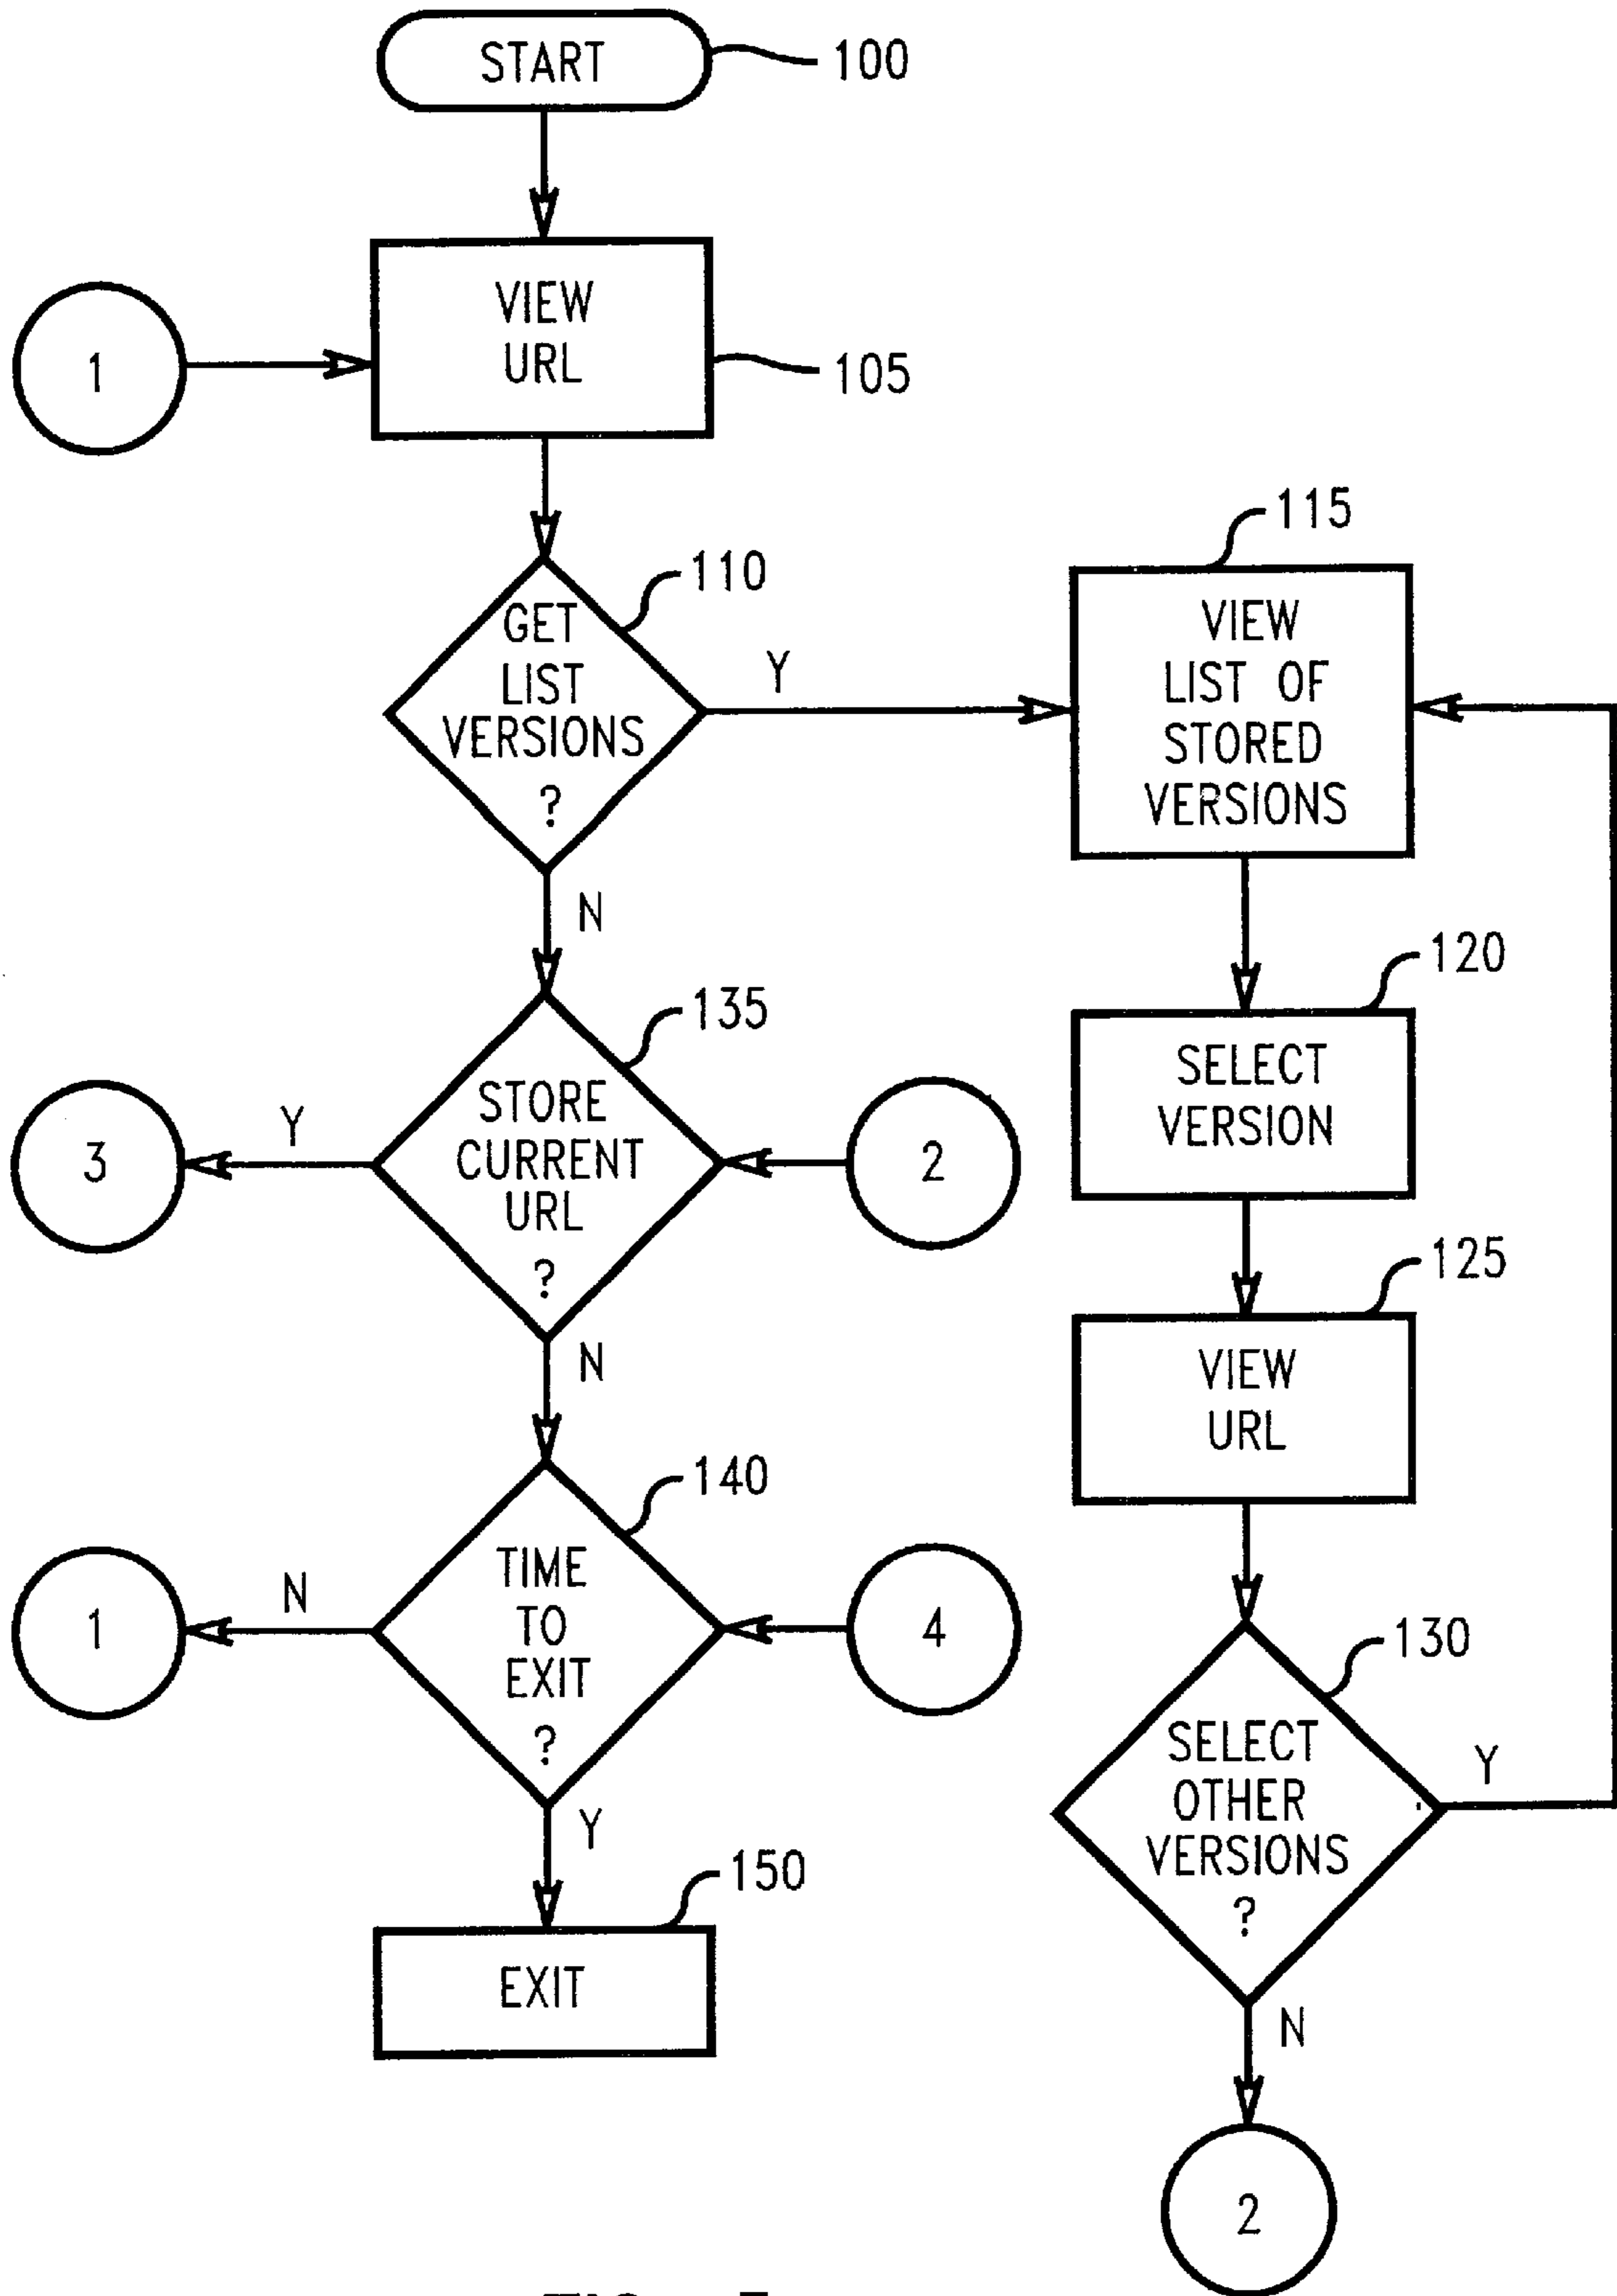 START
100
VIEW
URL
105
1
GET
LIST
VERSIONS
?
110
Y
N
VIEW
LIST OF
STORED
VERSIONS
115
SELECT
VERSION
120
STORE
CURRENT
URL
?
135
Y
3
2
N
VIEW
URL
125
TIME
TO
EXIT
?
140
N
1
4
Y
SELECT
OTHER
VERSIONS
?
130
Y
N
2
EXIT
150